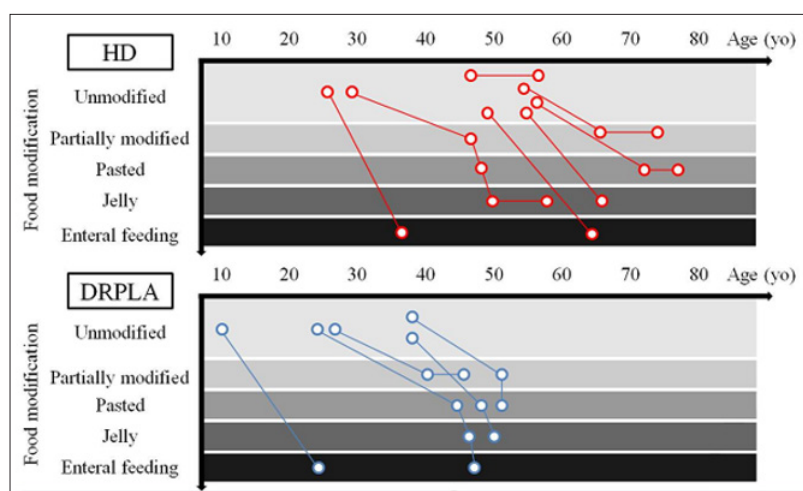 10 20 30 40 50 60 70 80 Age (yo)
HD
Food modification
Unmodified
Partially modified
Pasted
Jelly
Enteral feeding
10 20 30 40 50 60 70 80 Age (yo)
DRPLA
Food modification
Unmodified
Partially modified
Pasted
Jelly
Enteral feeding